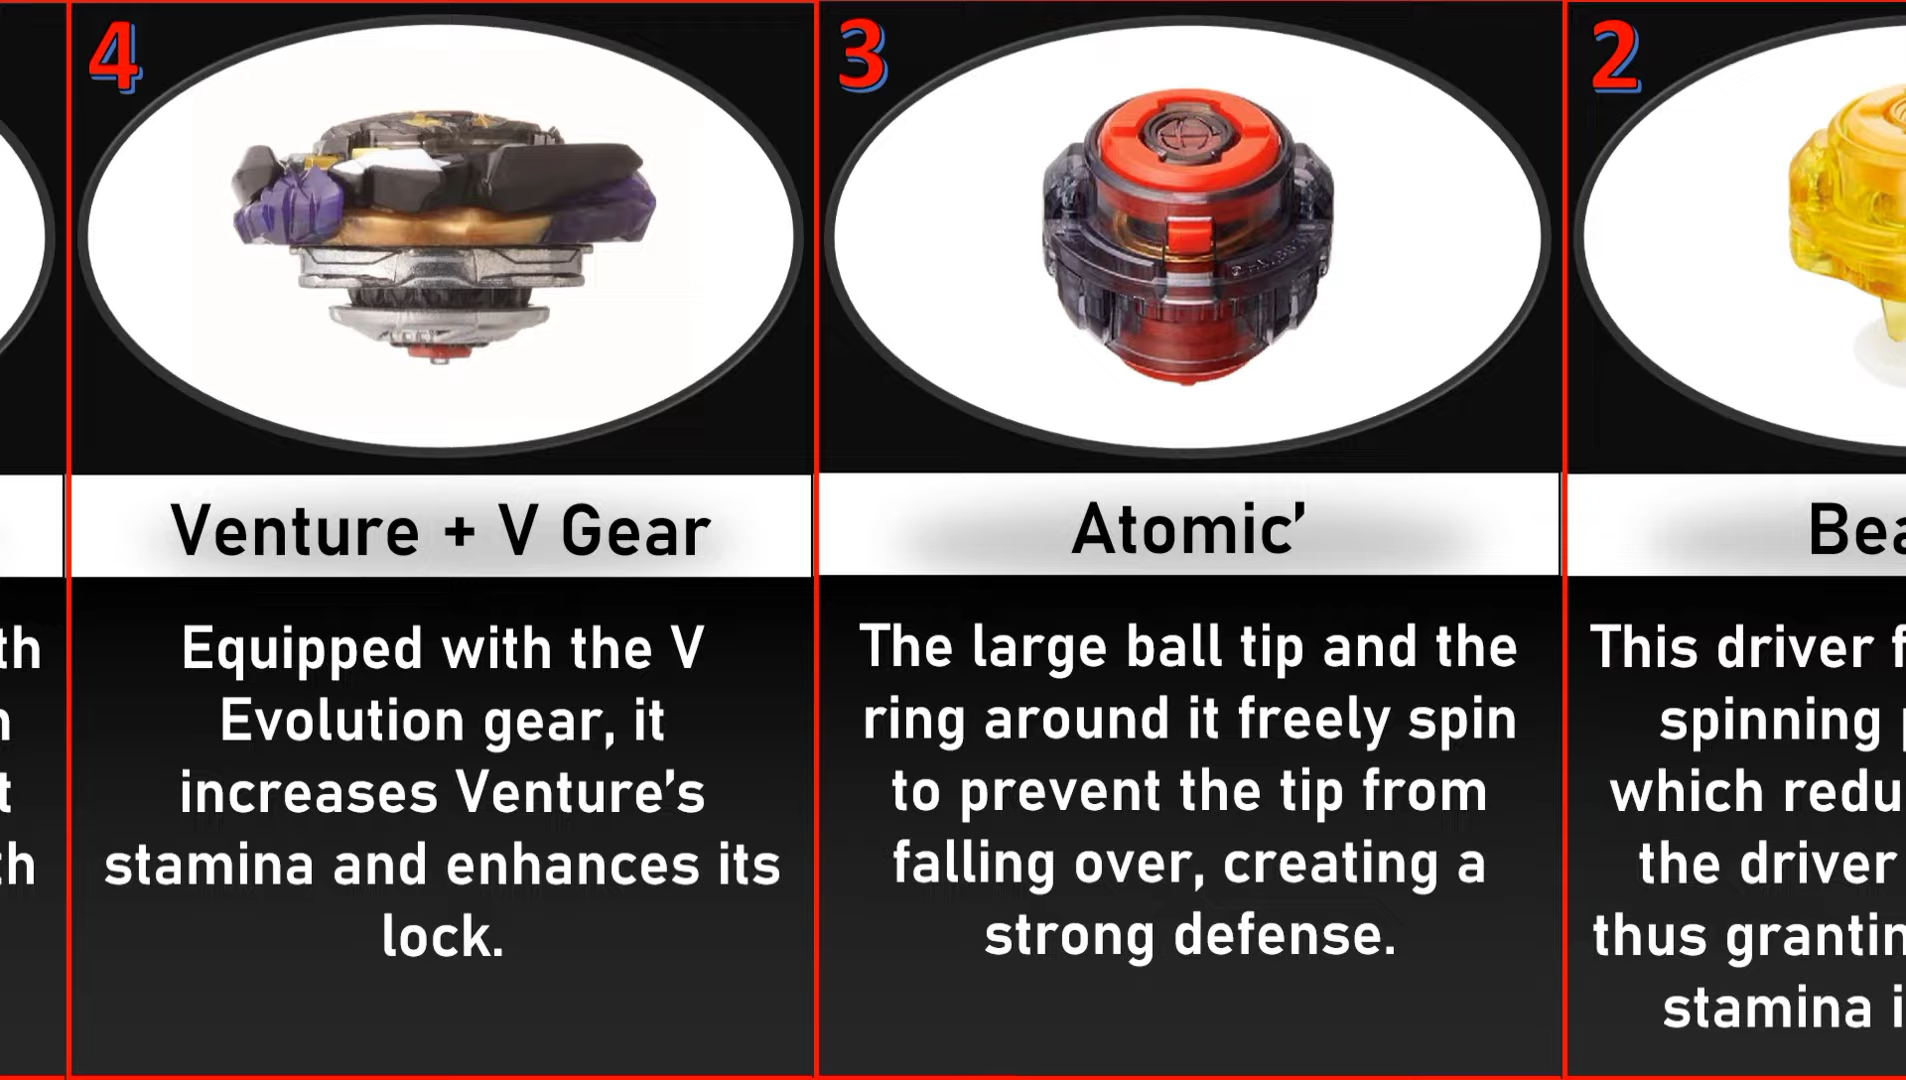 4
Venture + V Gear
Equipped with the V
Evolution gear, it
increases Venture's
stamina and enhances its
lock.
3
Atomic'
The large ball tip and the
ring around it freely spin
to prevent the tip from
falling over, creating a
strong defense.
2
This driver
spinning
which
the driver
thus
stamina